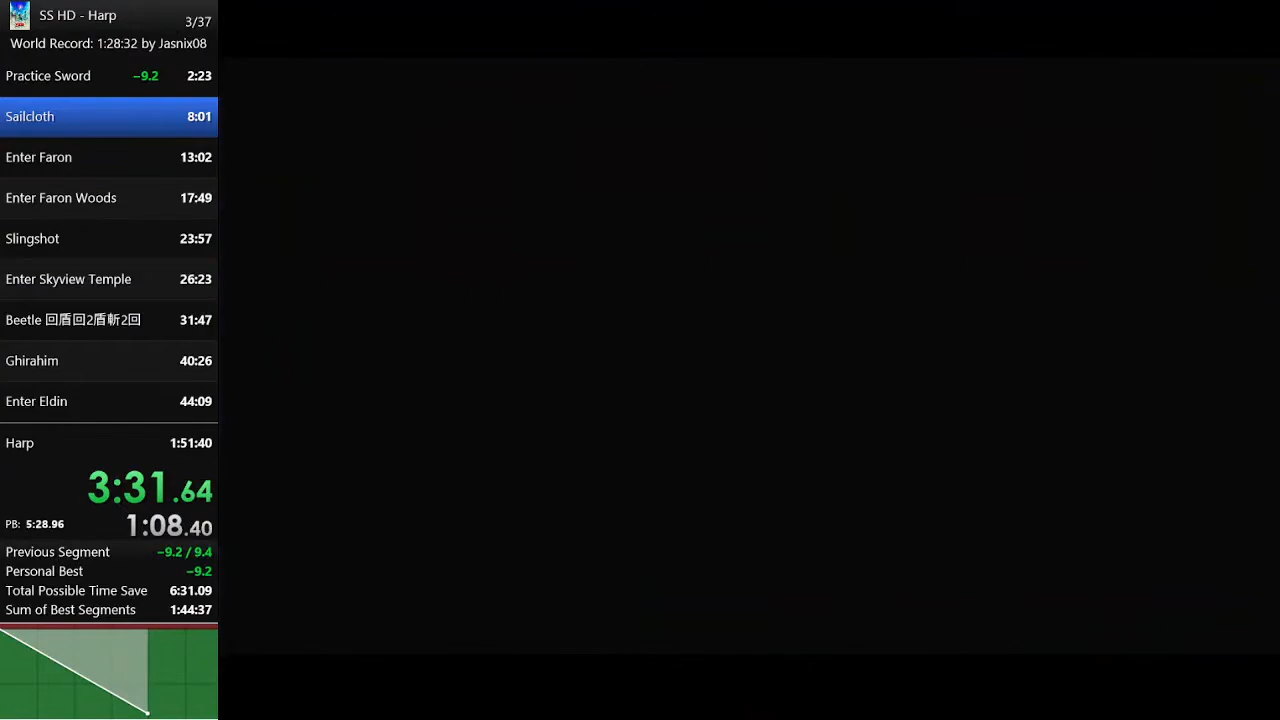 SS HD - Harp
3/37
World Record: 1:28:32 by Jasnix08
Practice Sword −9.2 2:23
Sailcloth 8:01
Enter Faron 13:02
Enter Faron Woods 17:49
Slingshot 23:57
Enter Skyview Temple 26:23
Beetle 回盾回2盾斬2回 31:47
Ghirahim 40:26
Enter Eldin 44:09
Harp 1:51:40
3:31.64
PB: 5:28.96 1:08.40
Previous Segment −9.2 / 9.4
Personal Best −9.2
Total Possible Time Save 6:31.09
Sum of Best Segments 1:44:37